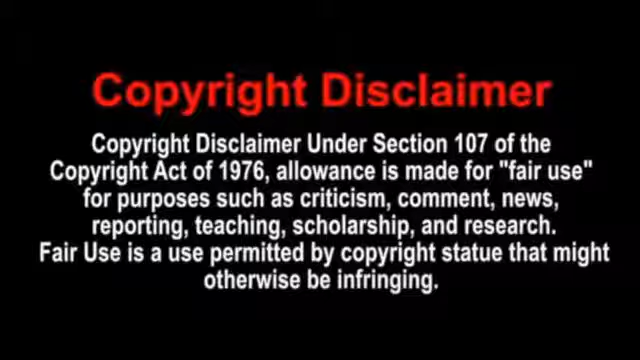 Copyright Disclaimer
Copyright Disclaimer Under Section 107 of the
Copyright Act of 1976, allowance is made for "fair use"
for purposes such as criticism, comment, news,
reporting, teaching, scholarship, and research.
Fair Use is a use permitted by copyright statue that might
otherwise be infringing.